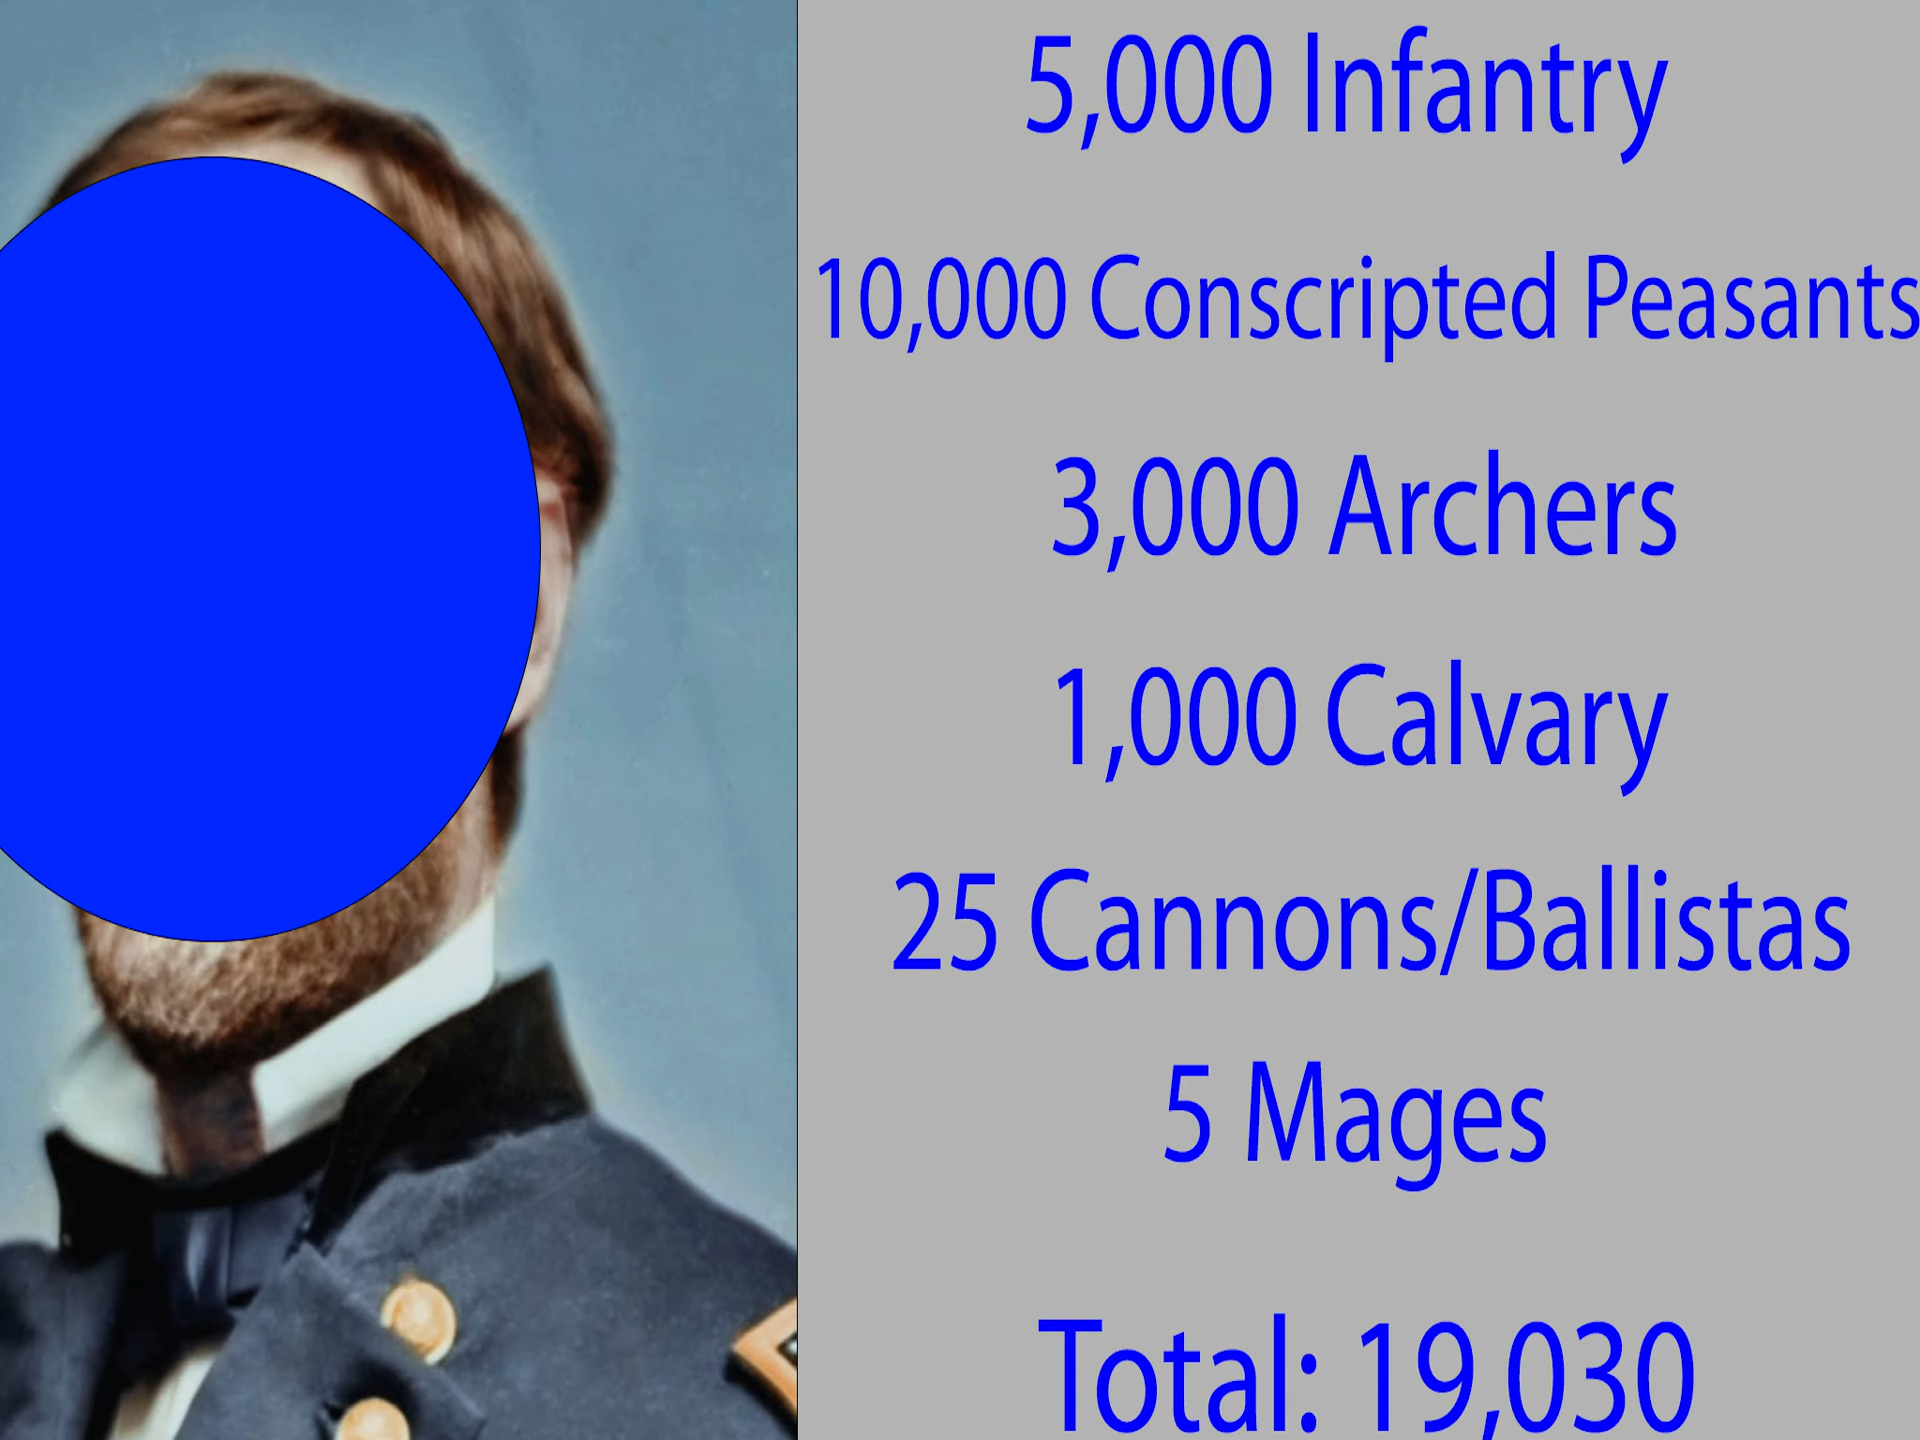 5,000 Infantry
10,000 Conscripted Peasants
3,000 Archers
1,000 Calvary
25 Cannons/Ballistas
5 Mages
Total: 19,030